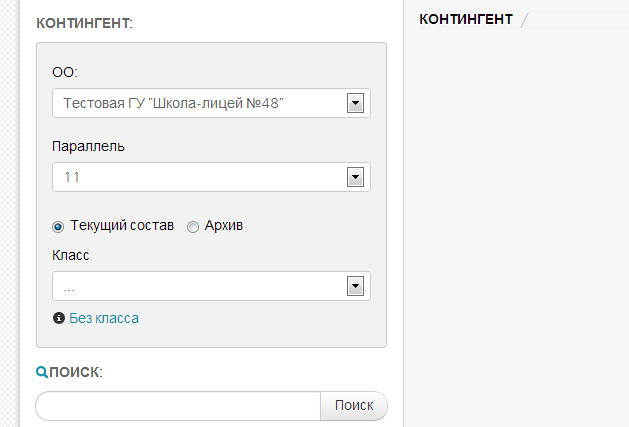 КОНТИНГЕНТ:
КОНТИНГЕНТ /
ОО:
Тестовая ГУ "Школа-лицей №48"
Параллель
11
Текущий состав Архив
Класс
...
Без класса
ПОИСК:
Поиск